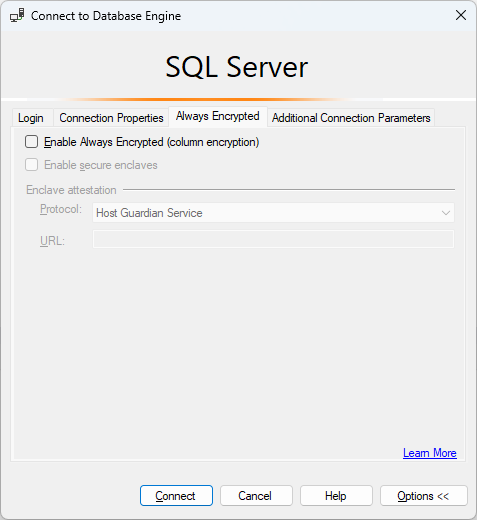 Connect to Database Engine
SQL Server
Login Connection Properties Always Encrypted Additional Connection Parameters
Enable Always Encrypted (column encryption)
Enable secure enclaves
Enclave attestation
Protocol: Host Guardian Service
URL:
Learn More
Connect Cancel Help Options <<